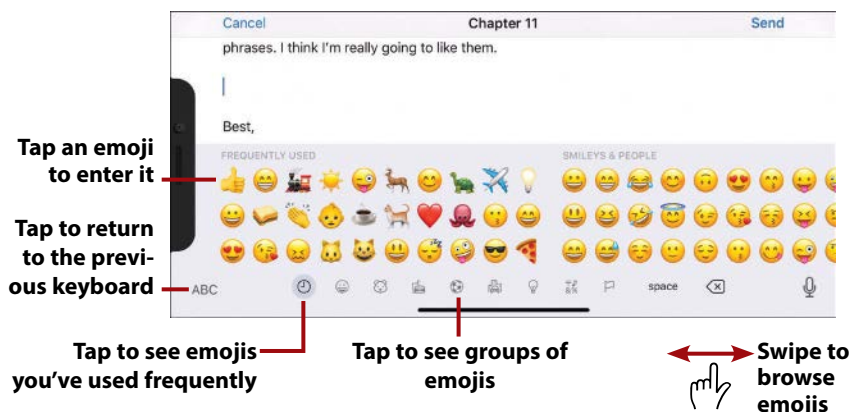 Cancel Chapter 11 Send
phrases. I think I'm really going to like them.
Best,
Tap an emoji
to enter it
FREQUENTLY USED SMILEYS & PEOPLE
Tap to return
to the previ-
ous keyboard
ABC space
Tap to see emojis
you've used frequently
Tap to see groups of
emojis
Swipe to
browse
emojis